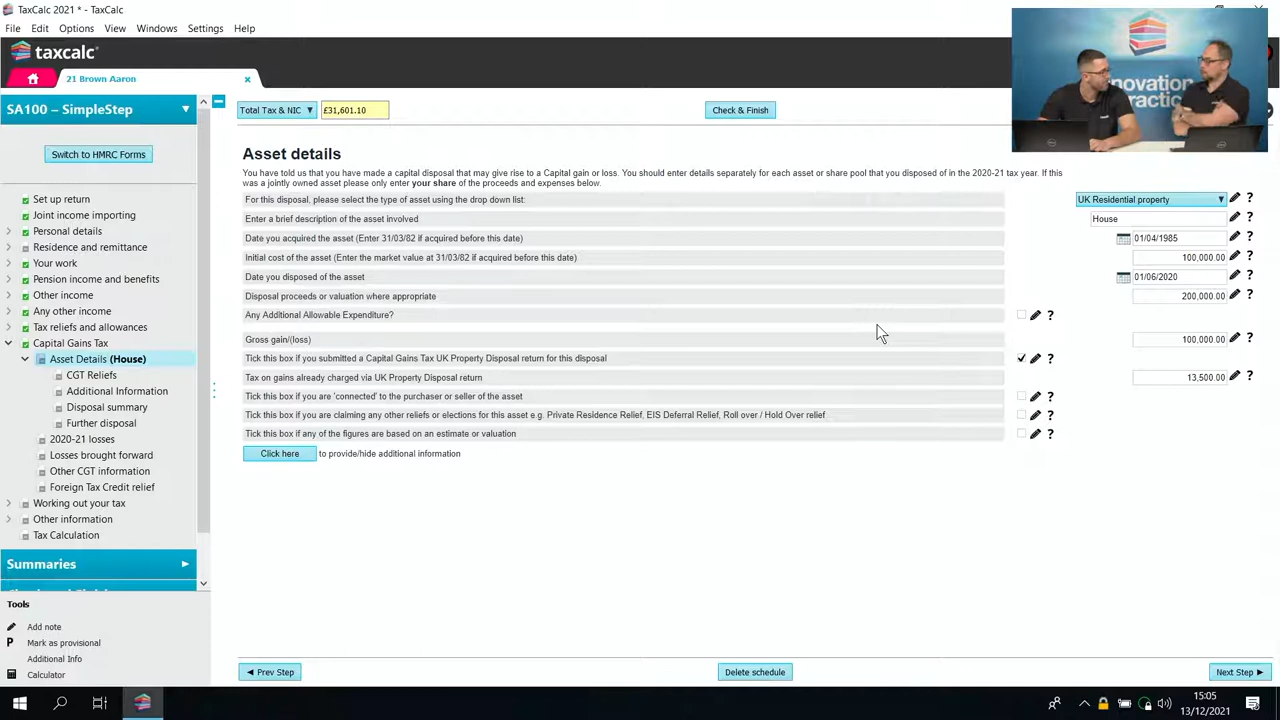 TaxCalc 2021 * - TaxCalc
File Edit Options View Windows Settings Help
taxcalc
21 Brown Aaron ×
SA100 – SimpleStep
Switch to HMRC Forms
Set up return
Joint income importing
Personal details
Residence and remittance
Your work
Pension income and benefits
Other income
Any other income
Tax reliefs and allowances
Capital Gains Tax
Asset Details (House)
CGT Reliefs
Additional Information
Disposal summary
Further disposal
2020-21 losses
Losses brought forward
Other CGT information
Foreign Tax Credit relief
Working out your tax
Other information
Tax Calculation
Summaries
Tools
Add note
P Mark as provisional
Additional Info
Calculator
Total Tax & NIC £31,601.10 Check & Finish
Asset details
You have told us that you have made a capital disposal that may give rise to a Capital gain or loss. You should enter details separately for each asset or share pool that you disposed of in the 2020-21 tax year. If this
was a jointly owned asset please only enter your share of the proceeds and expenses below.
For this disposal, please select the type of asset using the drop down list: UK Residential property ?
Enter a brief description of the asset involved House ?
Date you acquired the asset (Enter 31/03/82 if acquired before this date) 01/04/1985 ?
Initial cost of the asset (Enter the market value at 31/03/82 if acquired before this date) 100,000.00 ?
Date you disposed of the asset 01/06/2020 ?
Disposal proceeds or valuation where appropriate 200,000.00 ?
Any Additional Allowable Expenditure? ?
Gross gain/(loss) 100,000.00 ?
Tick this box if you submitted a Capital Gains Tax UK Property Disposal return for this disposal ?
Tax on gains already charged via UK Property Disposal return 13,500.00 ?
Tick this box if you are 'connected' to the purchaser or seller of the asset ?
Tick this box if you are claiming any other reliefs or elections for this asset e.g. Private Residence Relief, EIS Deferral Relief, Roll over / Hold Over relief ?
Tick this box if any of the figures are based on an estimate or valuation ?
Click here to provide/hide additional information
Prev Step Delete schedule Next Step
novation
ractice
15:05
13/12/2021